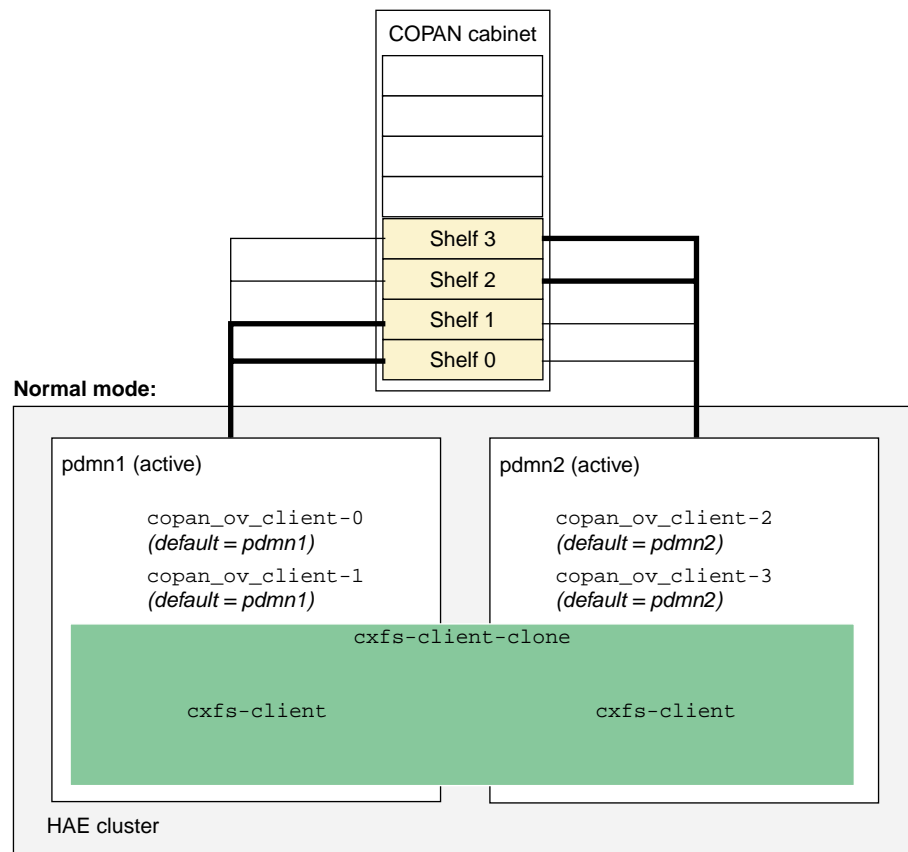 COPAN cabinet
Shelf 3
Shelf 2
Shelf 1
Shelf 0
Normal mode:
pdmn1 (active)
copan_ov_client-0
(default = pdmn1)
copan_ov_client-1
(default = pdmn1)
pdmn2 (active)
copan_ov_client-2
(default = pdmn2)
copan_ov_client-3
(default = pdmn2)
cxfs-client-clone
cxfs-client
cxfs-client
HAE cluster